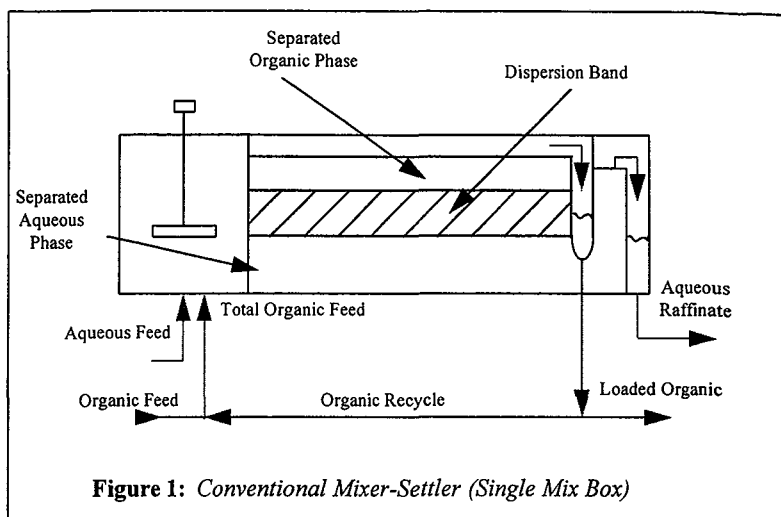 Separated
Organic Phase
Dispersion Band
Separated
Aqueous
Phase
Total Organic Feed
Aqueous Feed
Aqueous
Raffinate
Organic Feed
Organic Recycle
Loaded Organic
Figure 1: Conventional Mixer-Settler (Single Mix Box)